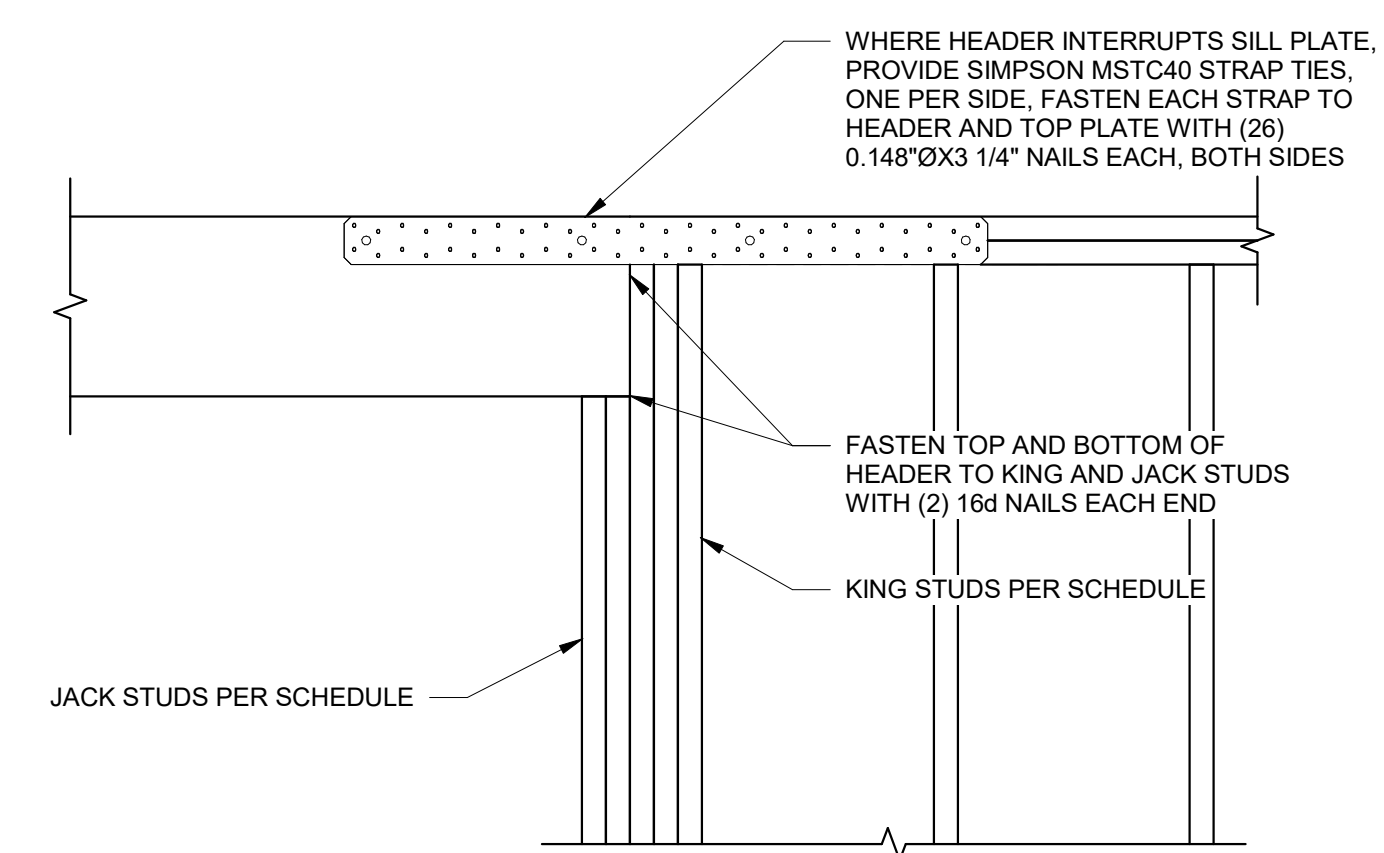 WHERE HEADER INTERRUPTS SILL PLATE,
PROVIDE SIMPSON MSTC40 STRAP TIES,
ONE PER SIDE, FASTEN EACH STRAP TO
HEADER AND TOP PLATE WITH (26)
0.148"ØX3 1/4" NAILS EACH, BOTH SIDES
FASTEN TOP AND BOTTOM OF
HEADER TO KING AND JACK STUDS
WITH (2) 16d NAILS EACH END
KING STUDS PER SCHEDULE
JACK STUDS PER SCHEDULE